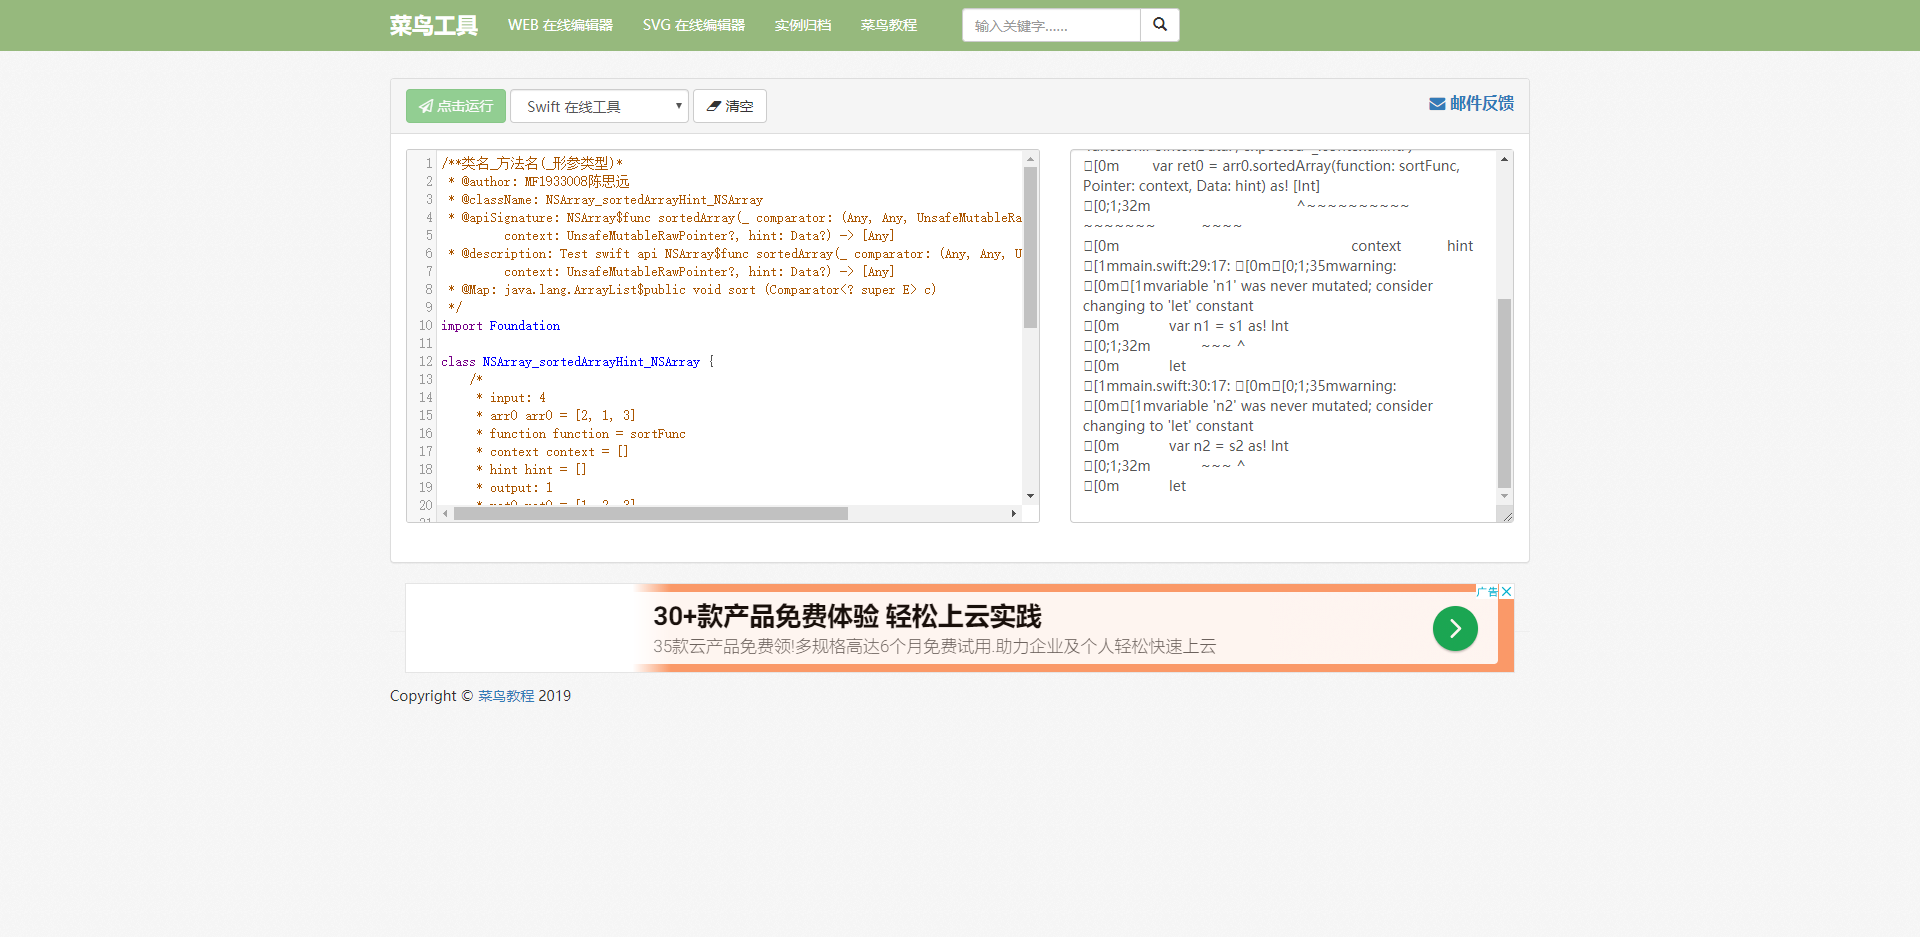 菜鸟工具 WEB 在线编辑器 SVG 在线编辑器 实例归档 菜鸟教程 输入关键字......
点击运行 Swift 在线工具 清空 邮件反馈
1 /**类名_方法名(_形参类型)*
2 * @author: MF1933008陈思远
3 * @className: NSArray_sortedArrayHint_NSArray
4 * @apiSignature: NSArray$func sortedArray(_ comparator: (Any, Any, UnsafeMutableRa
5 context: UnsafeMutableRawPointer?, hint: Data?) -> [Any]
6 * @description: Test swift api NSArray$func sortedArray(_ comparator: (Any, Any, U
7 context: UnsafeMutableRawPointer?, hint: Data?) -> [Any]
8 * @Map: java.lang.ArrayList$public void sort (Comparator<? super E> c)
9 */
10 import Foundation
11
12 class NSArray_sortedArrayHint_NSArray {
13 /*
14 * input: 4
15 * arr0 arr0 = [2, 1, 3]
16 * function function = sortFunc
17 * context context = []
18 * hint hint = []
19 * output: 1
20 * ret0 ret0 = [1, 2, 3]
21
[0m var ret0 = arr0.sortedArray(function: sortFunc,
Pointer: context, Data: hint) as! [Int]
[0;1;32m ^~~~~~~~~~~
~~~~~~~ ~~~~
[0m context hint
[1mmain.swift:29:17: [0m[0;1;35mwarning:
[0m[1mvariable 'n1' was never mutated; consider
changing to 'let' constant
[0m var n1 = s1 as! Int
[0;1;32m ~~~ ^
[0m let
[1mmain.swift:30:17: [0m[0;1;35mwarning:
[0m[1mvariable 'n2' was never mutated; consider
changing to 'let' constant
[0m var n2 = s2 as! Int
[0;1;32m ~~~ ^
[0m let
广告
30+款产品免费体验 轻松上云实践
35款云产品免费领!多规格高达6个月免费试用.助力企业及个人轻松快速上云
Copyright © 菜鸟教程 2019